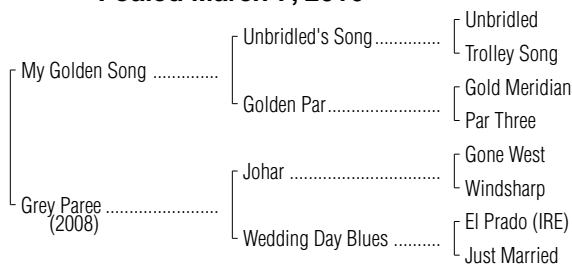 Foaled March
Unbridled
Unbridled's Song..............
Trolley Song
My Golden Song ..............
Gold Meridian
Golden Par........................
Par Three
Gone West
Johar ................................
Windsharp
Grey Paree ........................
(2008)
El Prado (IRE)
Wedding Day Blues ..........
Just Married